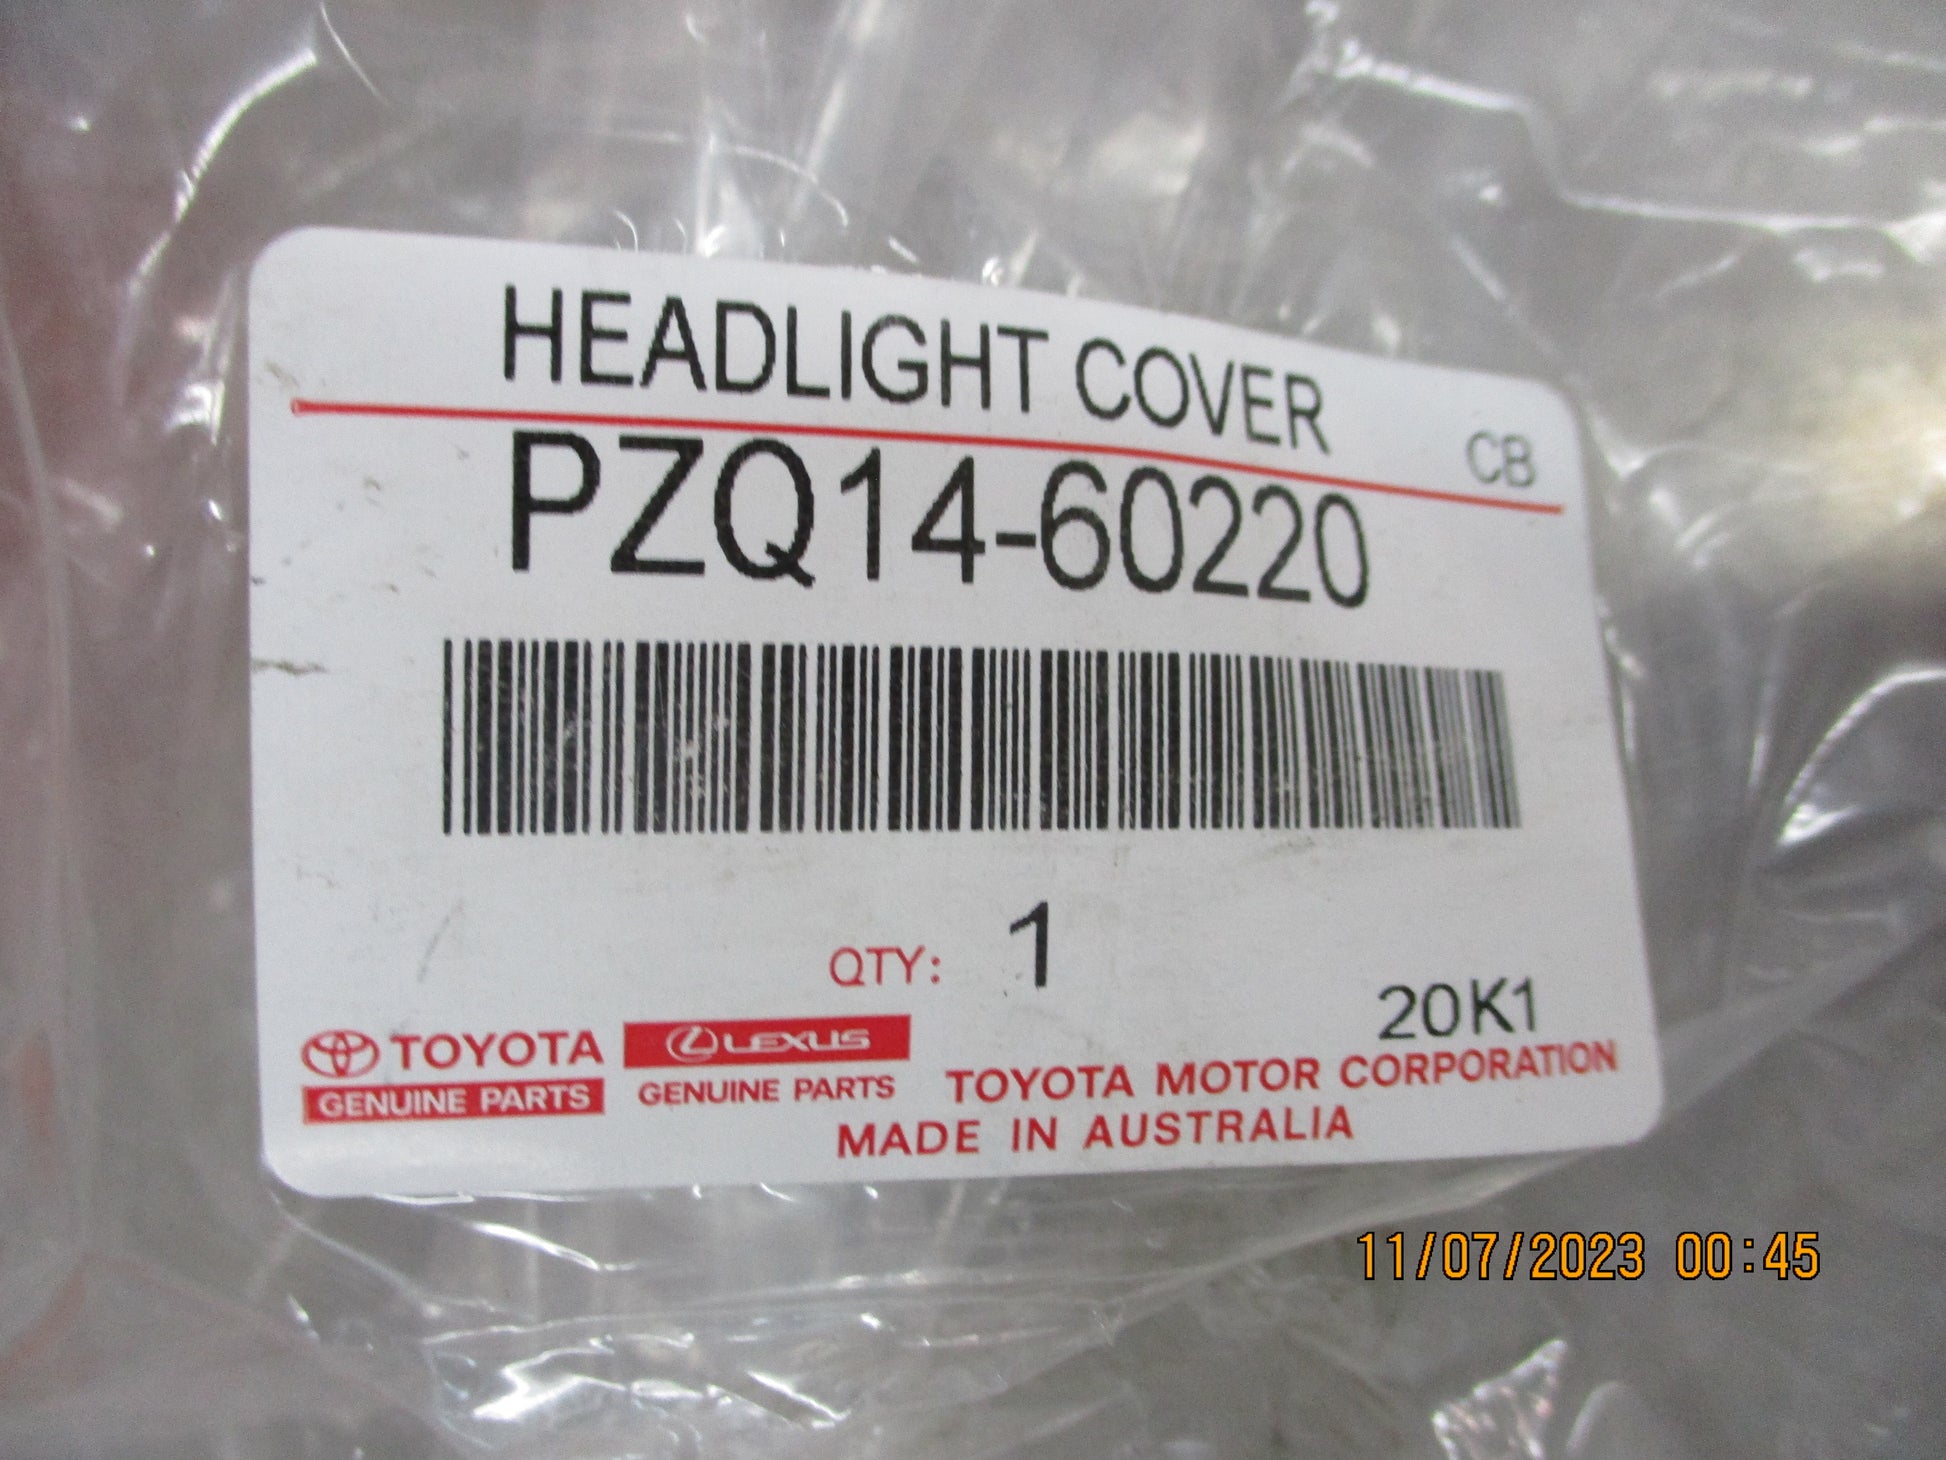 HEADLIGHT COVER
CB
PZQ14-60220
QTY: 1
20K1
TOYOTA
GENUINE PARTS
LEXUS
GENUINE PARTS
TOYOTA MOTOR CORPORATION
MADE IN AUSTRALIA
11/07/2023 00:45